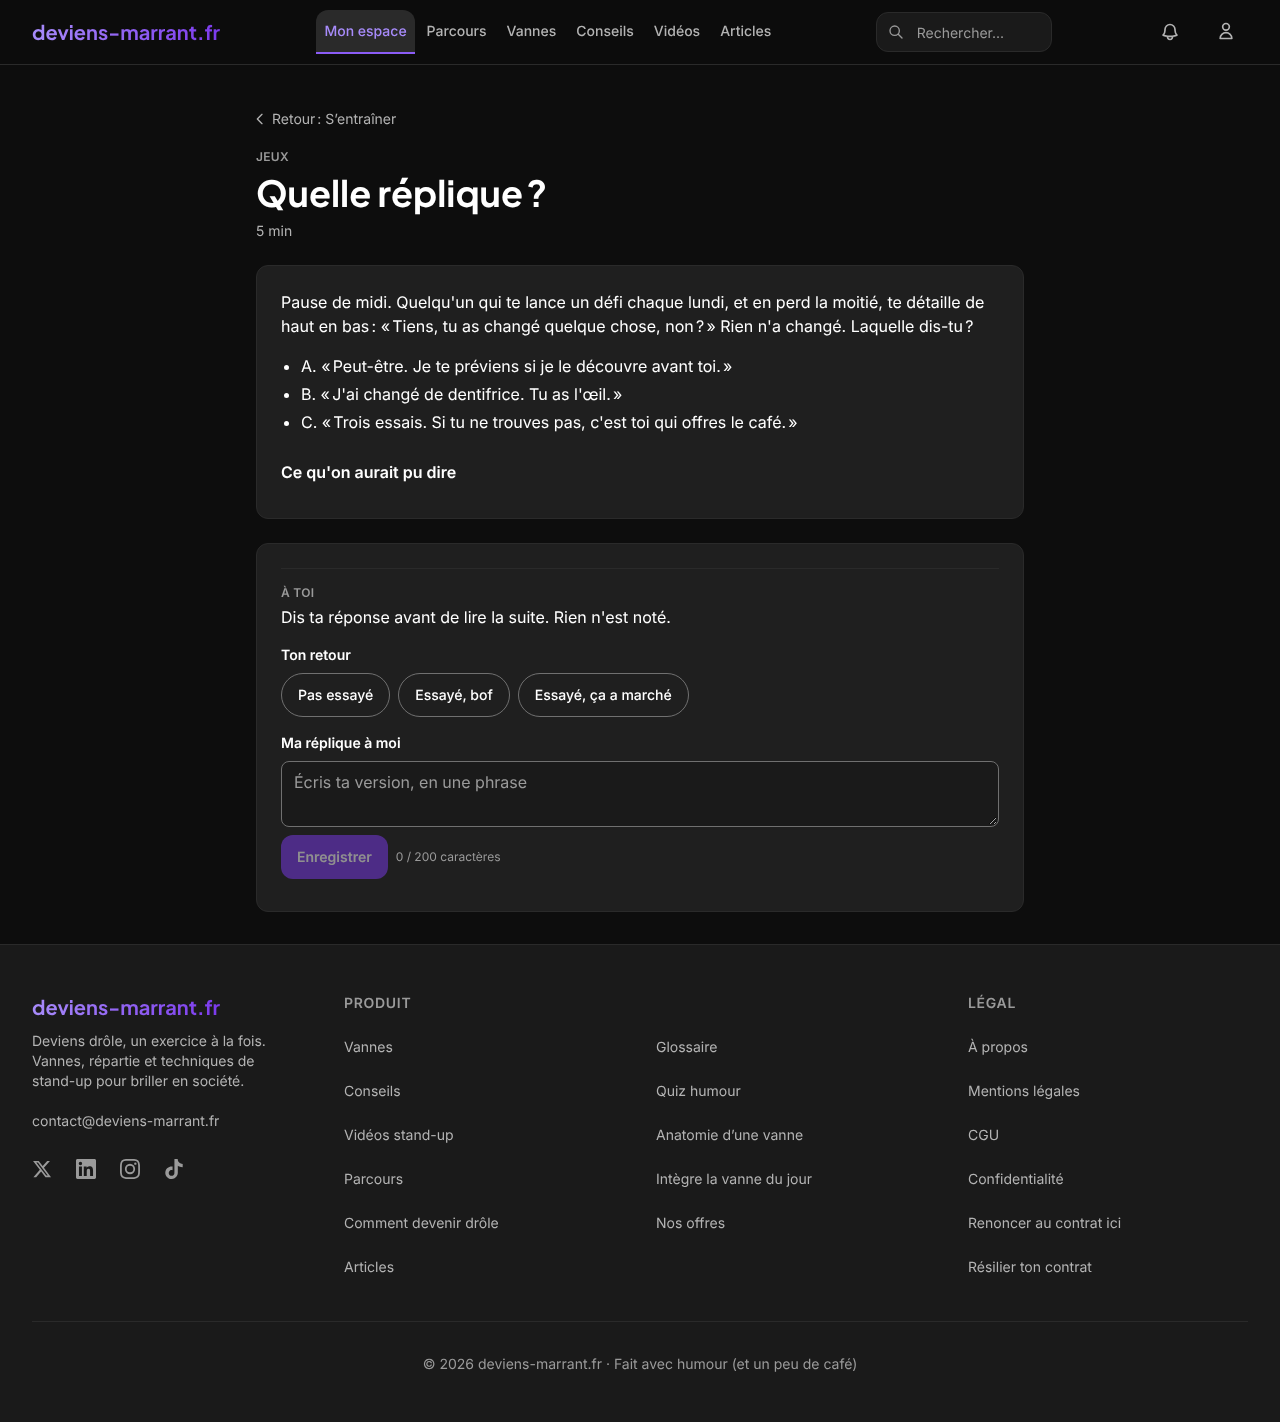 deviens-marrant.fr
Mon espace
Parcours
Vannes
Conseils
Vidéos
Articles
Rechercher...
Retour : S’entraîner
JEUX
Quelle réplique ?
5 min
Pause de midi. Quelqu'un qui te lance un défi chaque lundi, et en perd la moitié, te détaille de
haut en bas : « Tiens, tu as changé quelque chose, non ? » Rien n'a changé. Laquelle dis-tu ?
• A. « Peut-être. Je te préviens si je le découvre avant toi. »
• B. « J'ai changé de dentifrice. Tu as l'œil. »
• C. « Trois essais. Si tu ne trouves pas, c'est toi qui offres le café. »
Ce qu'on aurait pu dire
À TOI
Dis ta réponse avant de lire la suite. Rien n'est noté.
Ton retour
Pas essayé
Essayé, bof
Essayé, ça a marché
Ma réplique à moi
Écris ta version, en une phrase
Enregistrer
0 / 200 caractères
deviens-marrant.fr
Deviens drôle, un exercice à la fois.
Vannes, répartie et techniques de
stand-up pour briller en société.
contact@deviens-marrant.fr
PRODUIT
Vannes
Conseils
Vidéos stand-up
Parcours
Comment devenir drôle
Articles
Glossaire
Quiz humour
Anatomie d’une vanne
Intègre la vanne du jour
Nos offres
LÉGAL
À propos
Mentions légales
CGU
Confidentialité
Renoncer au contrat ici
Résilier ton contrat
© 2026 deviens-marrant.fr · Fait avec humour (et un peu de café)